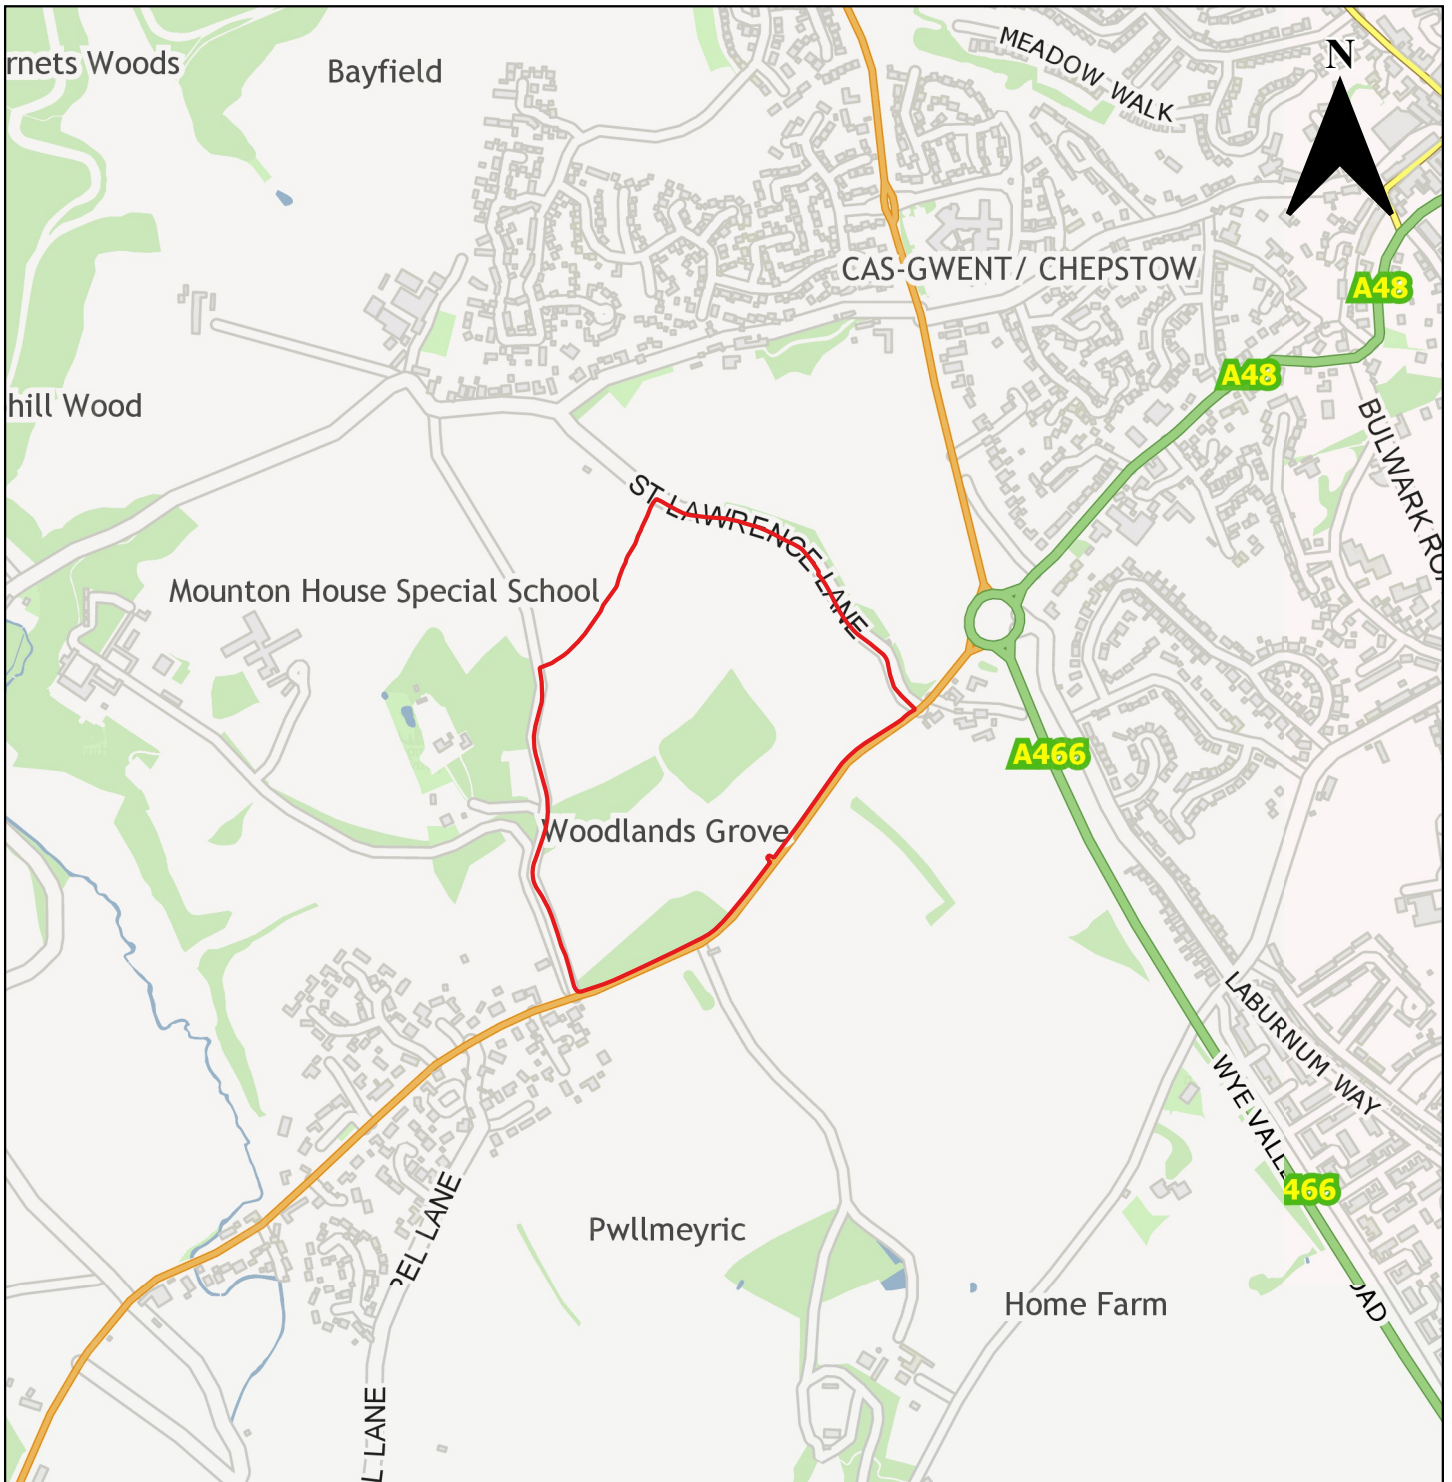 MEADOW WALK
N
rnets Woods
Bayfield
CAS-GWENT/ CHEPSTOW
A48
A48
hill Wood
BULWARK RO
ST LAWRENCE LANE
Mounton House Special School
A466
Woodlands Grove
LABURNUM WAY
WYE VALLE
466
PEL LANE
Pwllmeyric
Home Farm
OAD
L LANE